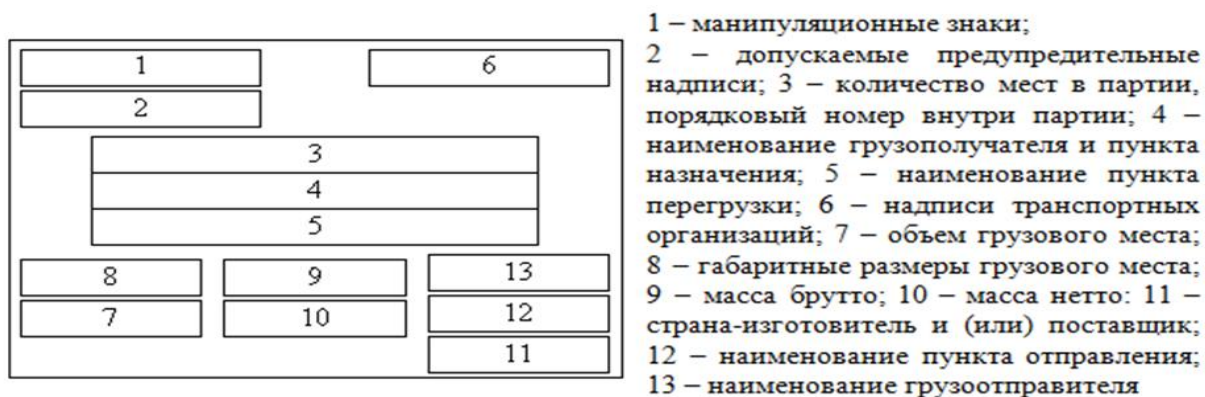 1
6
2
3
4
5
8
9
13
7
10
12
11
1 – манипуляционные знаки;
2 – допускаемые предупредительные
надписи; 3 – количество мест в партии,
порядковый номер внутри партии; 4 –
наименование грузополучателя и пункта
назначения; 5 – наименование пункта
перегрузки; 6 – надписи транспортных
организаций; 7 – объем грузового места;
8 – габаритные размеры грузового места;
9 – масса брутто; 10 – масса нетто: 11 –
страна-изготовитель и (или) поставщик;
12 – наименование пункта отправления;
13 – наименование грузоотправителя